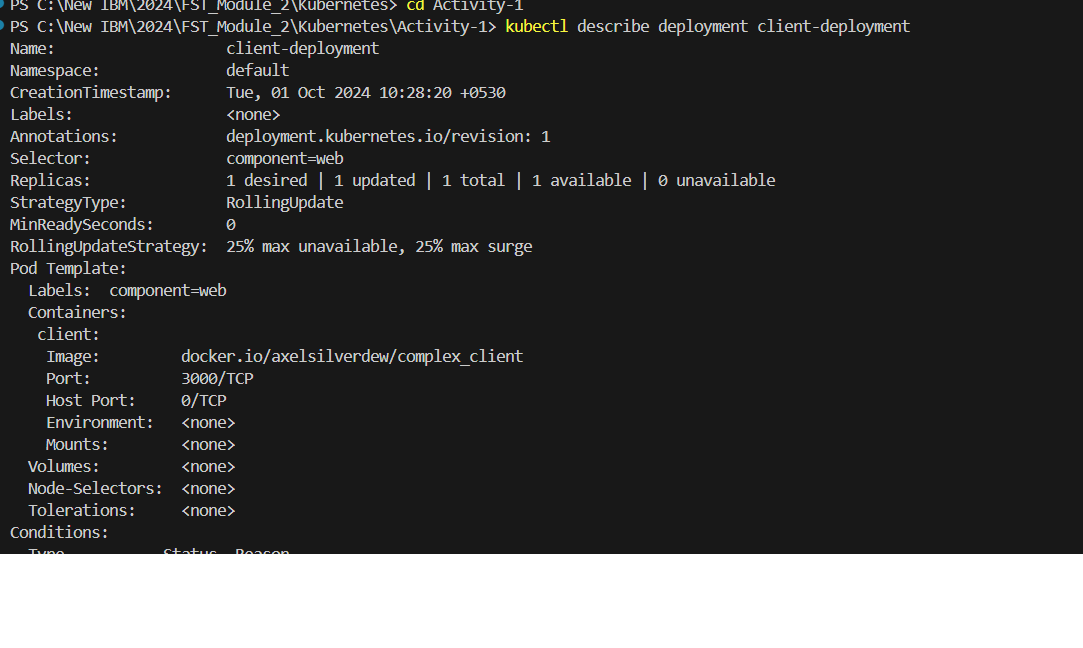 PS C:\New IBM\2024\FST_Module_2\Kubernetes> cd Activity-1
PS C:\New IBM\2024\FST_Module_2\Kubernetes\Activity-1> kubectl describe deployment client-deployment
Name:                   client-deployment
Namespace:              default
CreationTimestamp:      Tue, 01 Oct 2024 10:28:20 +0530
Labels:                 <none>
Annotations:            deployment.kubernetes.io/revision: 1
Selector:               component=web
Replicas:               1 desired | 1 updated | 1 total | 1 available | 0 unavailable
StrategyType:           RollingUpdate
MinReadySeconds:        0
RollingUpdateStrategy:  25% max unavailable, 25% max surge
Pod Template:
  Labels:  component=web
  Containers:
   client:
    Image:         docker.io/axelsilverdew/complex_client
    Port:          3000/TCP
    Host Port:     0/TCP
    Environment:   <none>
    Mounts:        <none>
  Volumes:         <none>
  Node-Selectors:  <none>
  Tolerations:     <none>
Conditions:
  Type           Status  Reason